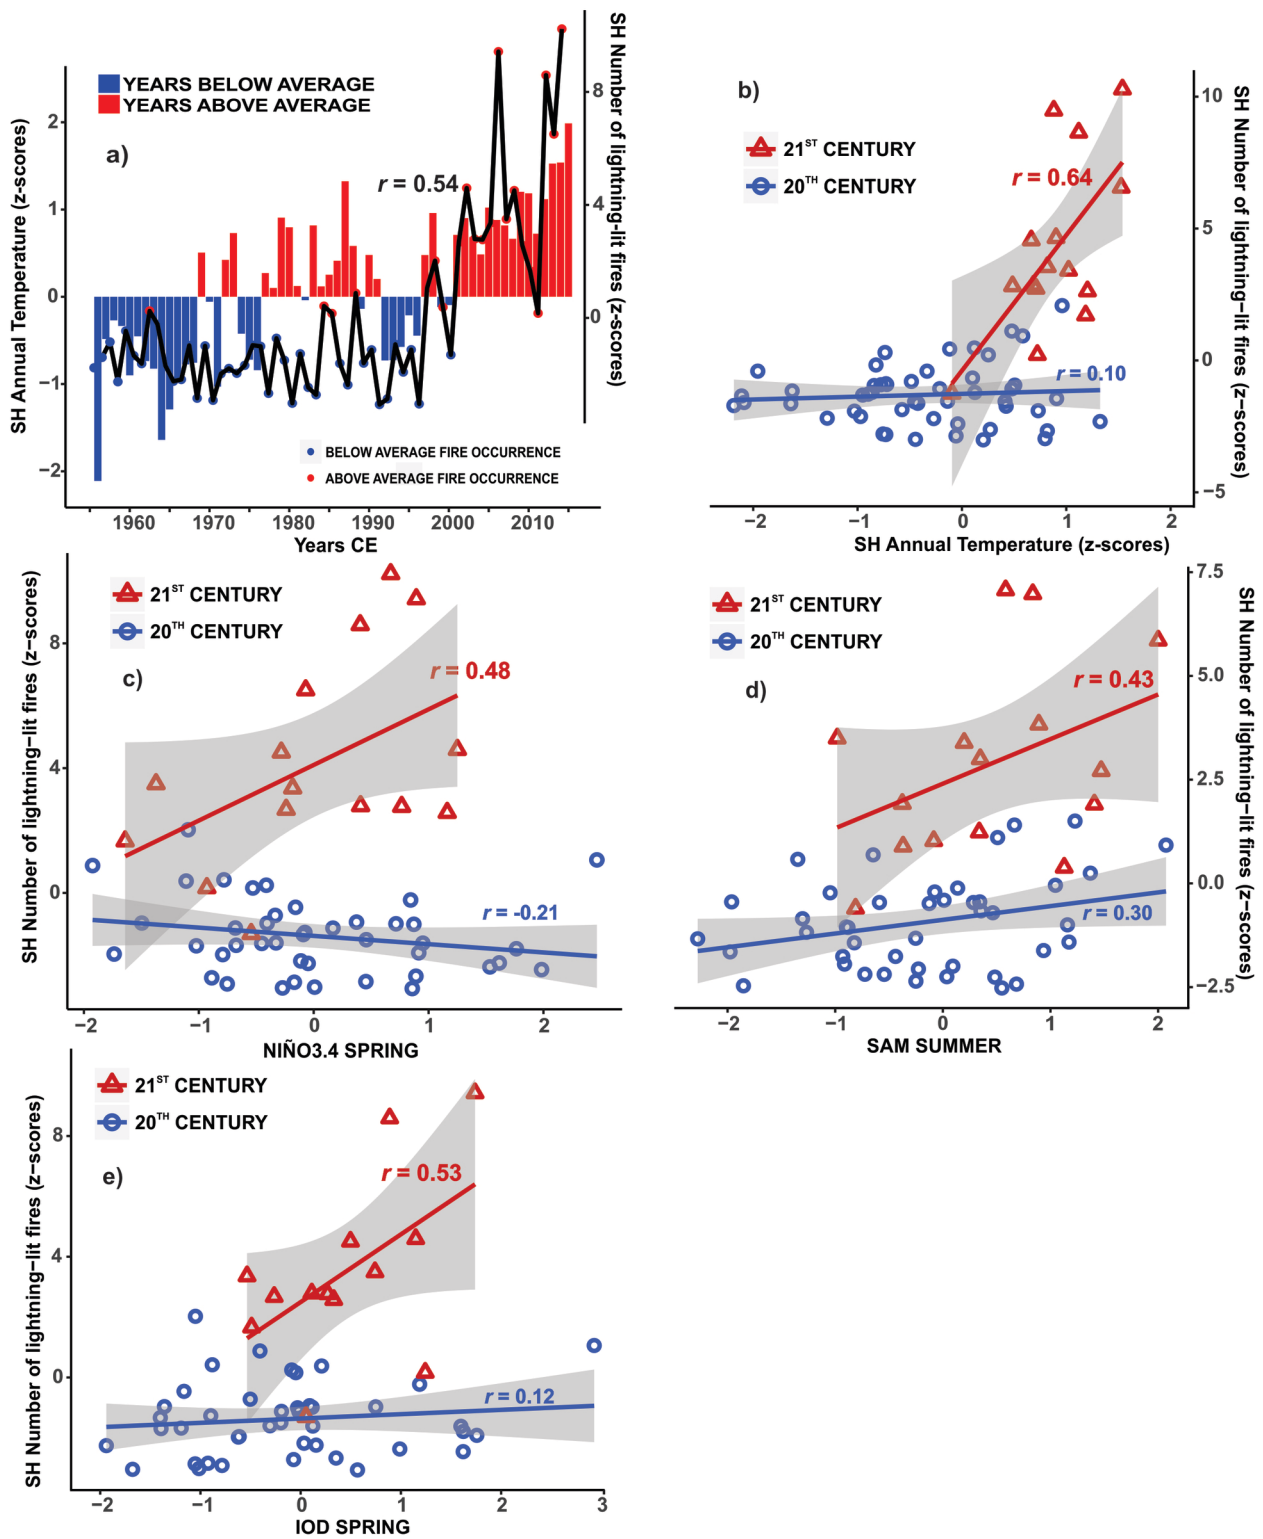 YEARS BELOW AVERAGE
YEARS ABOVE AVERAGE
a)
r = 0.54
SH Annual Temperature (z-scores)
2
1
0
−1
−2
SH Number of lightning-lit fires (z-scores)
8
4
0
BELOW AVERAGE FIRE OCCURRENCE
ABOVE AVERAGE FIRE OCCURRENCE
1960 1970 1980 1990 2000 2010
Years CE
b)
21ST CENTURY
20TH CENTURY
r = 0.64
r = 0.10
SH Number of lightning−lit fires (z−scores)
10
5
0
−5
−2 −1 0 1 2
SH Annual Temperature (z-scores)
21ST CENTURY
20TH CENTURY
c)
r = 0.48
r = -0.21
SH Number of lightning−lit fires (z−scores)
8
4
0
−2 −1 0 1 2
NIÑO3.4 SPRING
21ST CENTURY
20TH CENTURY
d)
r = 0.43
r = 0.30
SH Number of lightning−lit fires (z−scores)
7.5
5.0
2.5
0.0
−2.5
−2 −1 0 1 2
SAM SUMMER
21ST CENTURY
20TH CENTURY
e)
r = 0.53
r = 0.12
SH Number of lightning−lit fires (z−scores)
8
4
0
−2 −1 0 1 2 3
IOD SPRING